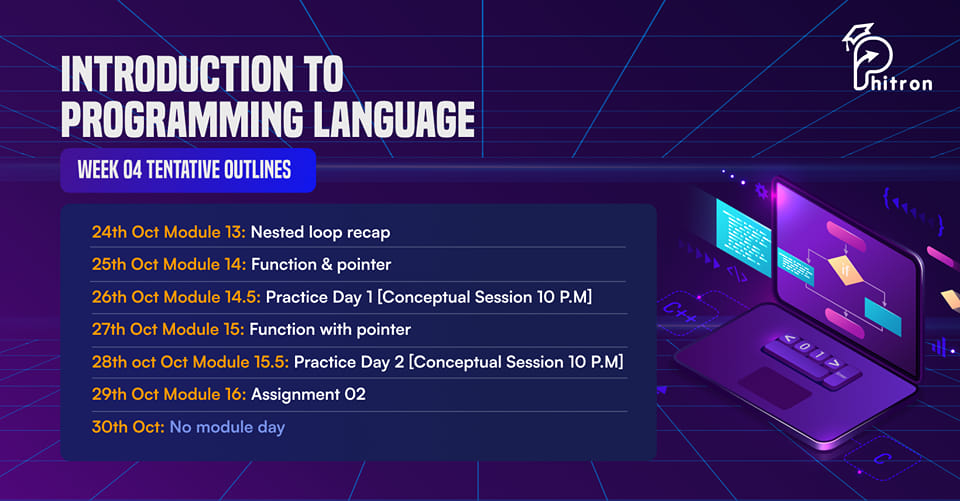 INTRODUCTION TO
PROGRAMMING LANGUAGE
Phitron
WEEK 04 TENTATIVE OUTLINES
24th Oct Module 13: Nested loop recap
25th Oct Module 14: Function & pointer
26th Oct Module 14.5: Practice Day 1 [Conceptual Session 10 P.M]
27th Oct Module 15: Function with pointer
28th oct Oct Module 15.5: Practice Day 2 [Conceptual Session 10 P.M]
29th Oct Module 16: Assignment 02
30th Oct: No module day
if
C++
< 0 1 >
C